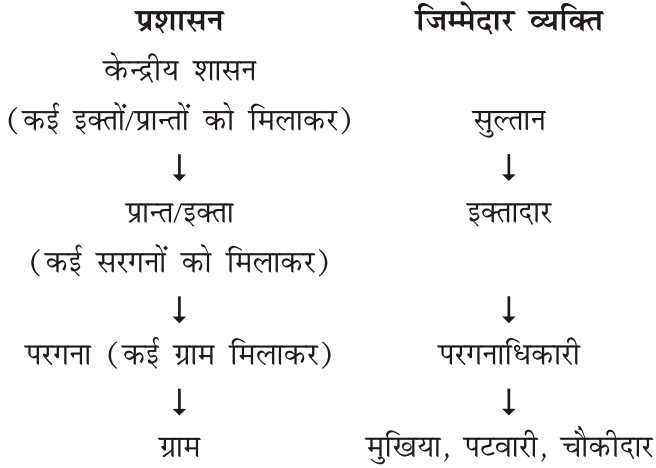 प्रशासन जिम्मेदार व्यक्ति
केन्द्रीय शासन
(कई इक्तों/प्रान्तों को मिलाकर) सुल्तान
↓ ↓
प्रान्त/इक्ता इक्तादार
(कई सरगनों को मिलाकर)
↓ ↓
परगना (कई ग्राम मिलाकर) परगनाधिकारी
↓ ↓
ग्राम मुखिया, पटवारी, चौकीदार